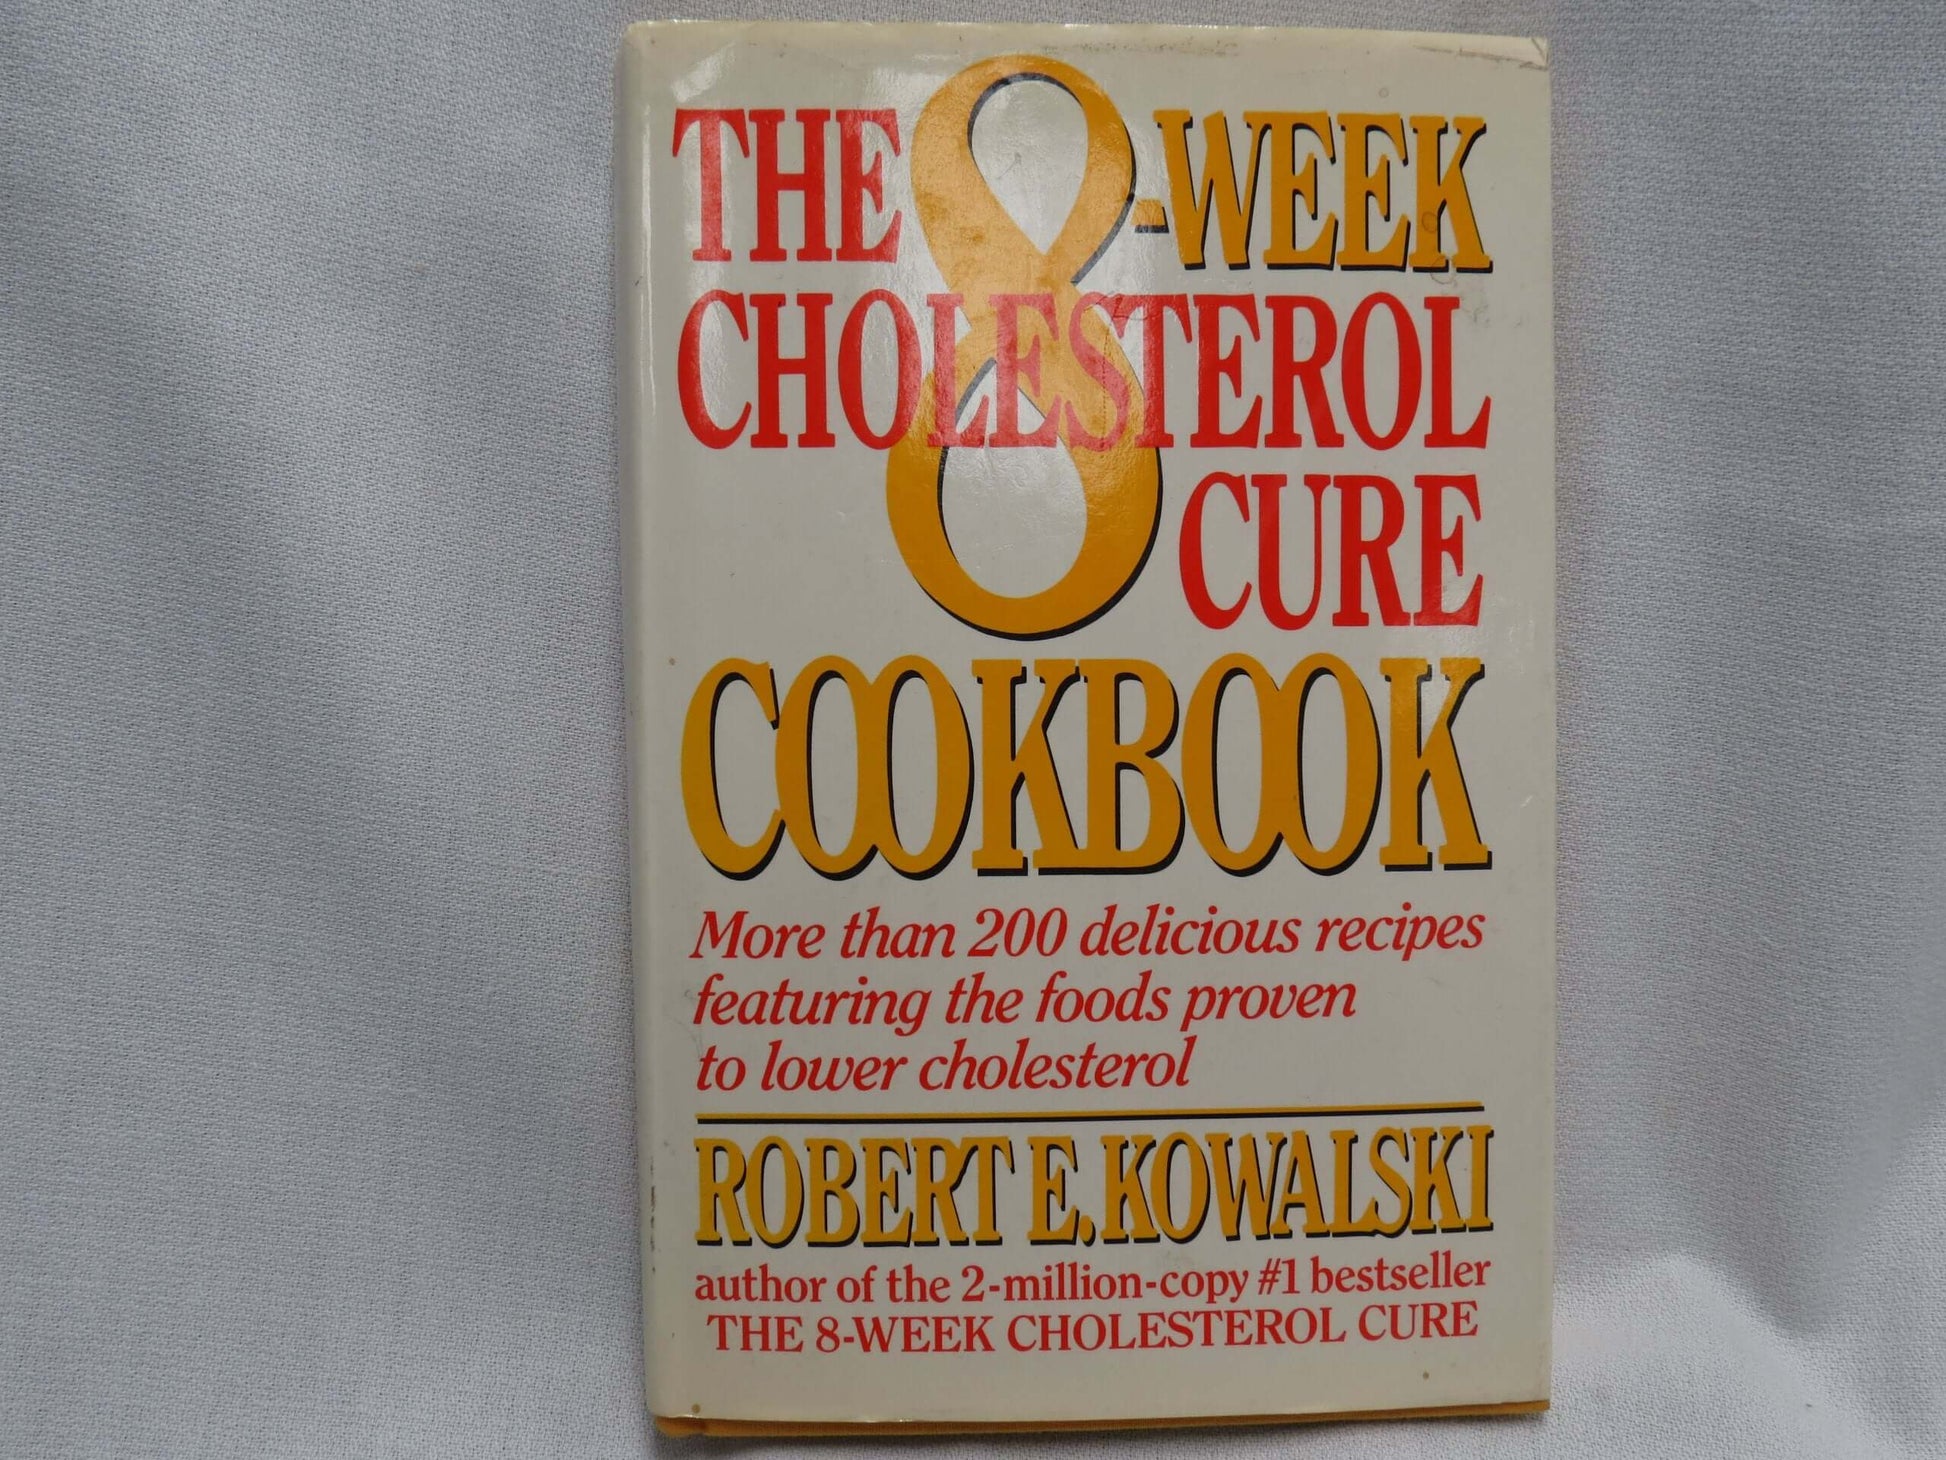 THE 8-WEEK
CHOLESTEROL
CURE
COOKBOOK
More than 200 delicious recipes
featuring the foods proven
to lower cholesterol
ROBERT E. KOWALSKI
author of the 2-million-copy #1 bestseller
THE 8-WEEK CHOLESTEROL CURE